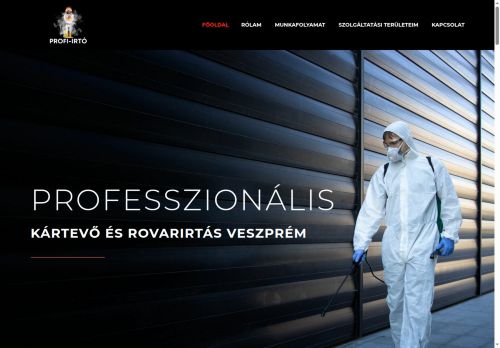 PROFI-IRTÓ
FŐOLDAL
RÓLAM
MUNKAFOLYAMAT
SZOLGÁLTATÁSI TERÜLETEIM
KAPCSOLAT
PROFESSZIONÁLIS
KÁRTEVŐ ÉS ROVARIRTÁS VESZPRÉM